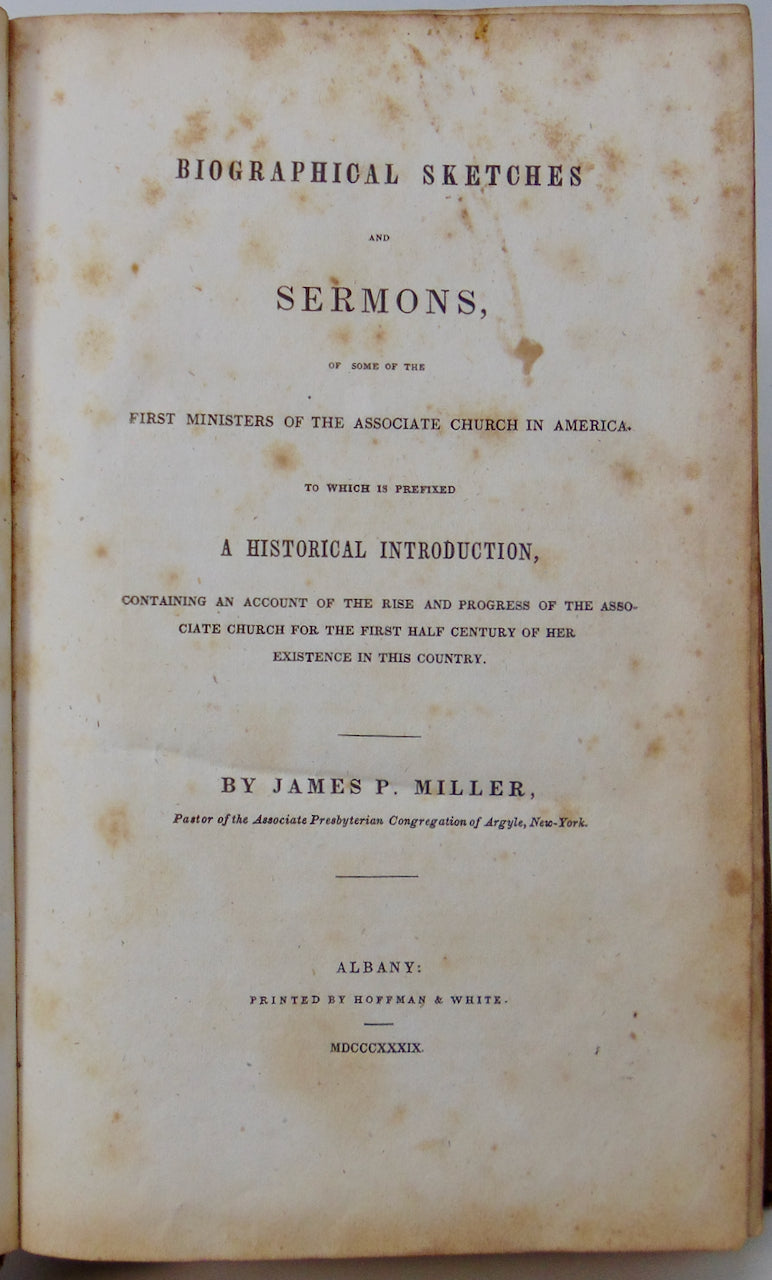 BIOGRAPHICAL SKETCHES
AND
SERMONS,
OF SOME OF THE
FIRST MINISTERS OF THE ASSOCIATE CHURCH IN AMERICA.
TO WHICH IS PREFIXED
A HISTORICAL INTRODUCTION,
CONTAINING AN ACCOUNT OF THE RISE AND PROGRESS OF THE ASSO-
CIATE CHURCH FOR THE FIRST HALF CENTURY OF HER
EXISTENCE IN THIS COUNTRY.
BY JAMES P. MILLER,
Pastor of the Associate Presbyterian Congregation of Argyle, New-York.
ALBANY:
PRINTED BY HOFFMAN & WHITE.
MDCCCXXXIX.